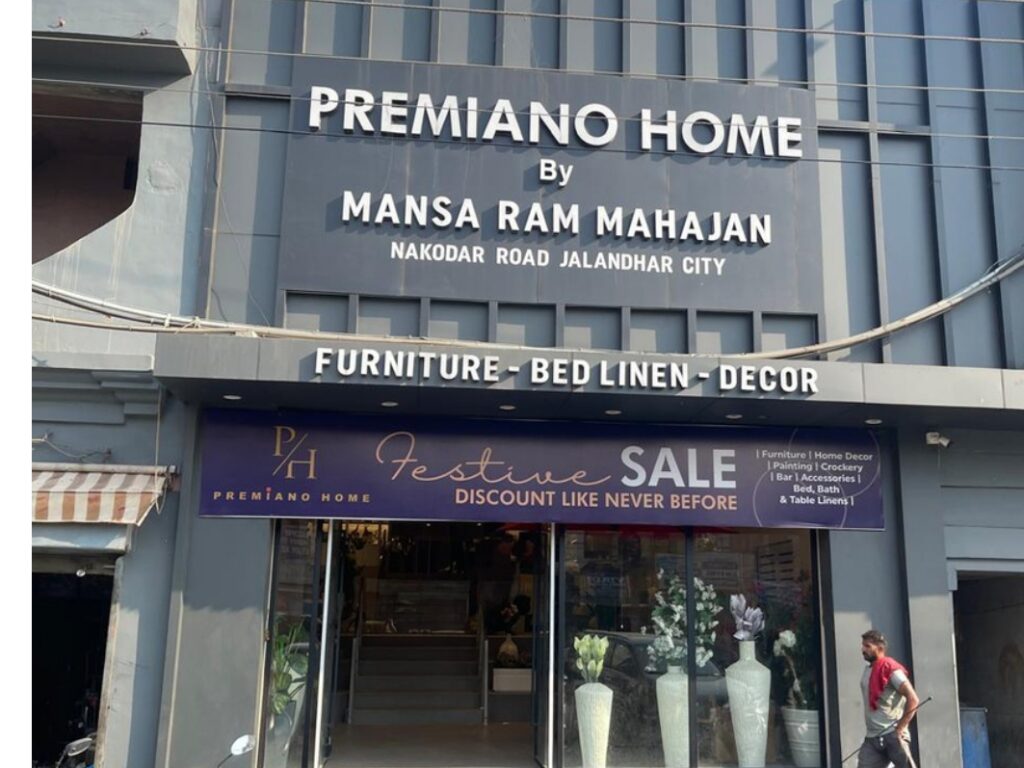 PREMIANO HOME
By
MANSA RAM MAHAJAN
NAKODAR ROAD JALANDHAR CITY
FURNITURE - BED LINEN - DECOR
P/H
PREMIANO HOME
Festive SALE
DISCOUNT LIKE NEVER BEFORE
| Furniture | Home Decor
| Painting | Crockery
| Bar | Accessories |
Bed, Bath
& Table Linens |